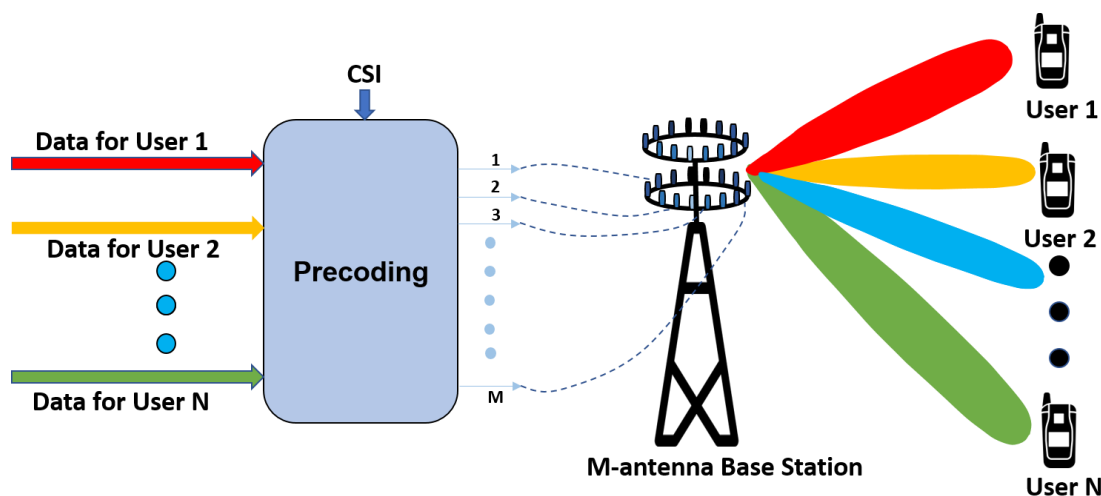 CSI
Data for User 1
Data for User 2
Data for User N
Precoding
1
2
3
M
M-antenna Base Station
User 1
User 2
User N